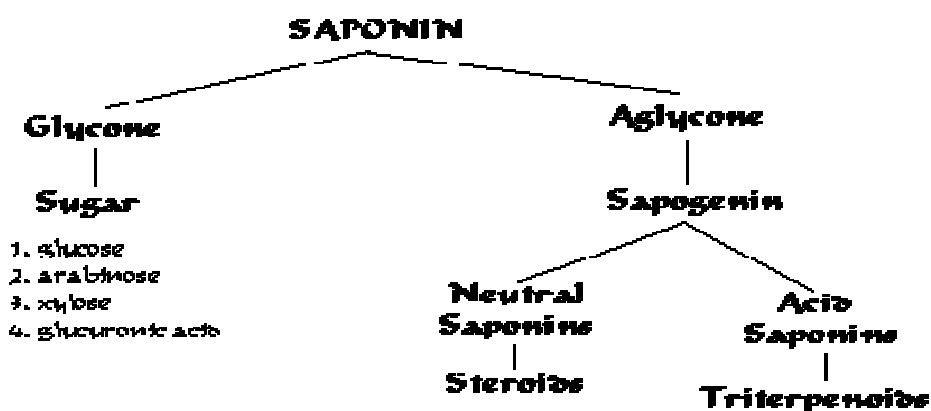 SAPONIN
Glycone
Aglycone
Sugar
Sapogenin
1. glucose
2. arabinose
3. xylose
4. glucuronic acid
Neutral
Saponins
Steroids
Acid
Saponins
Triterpenoids